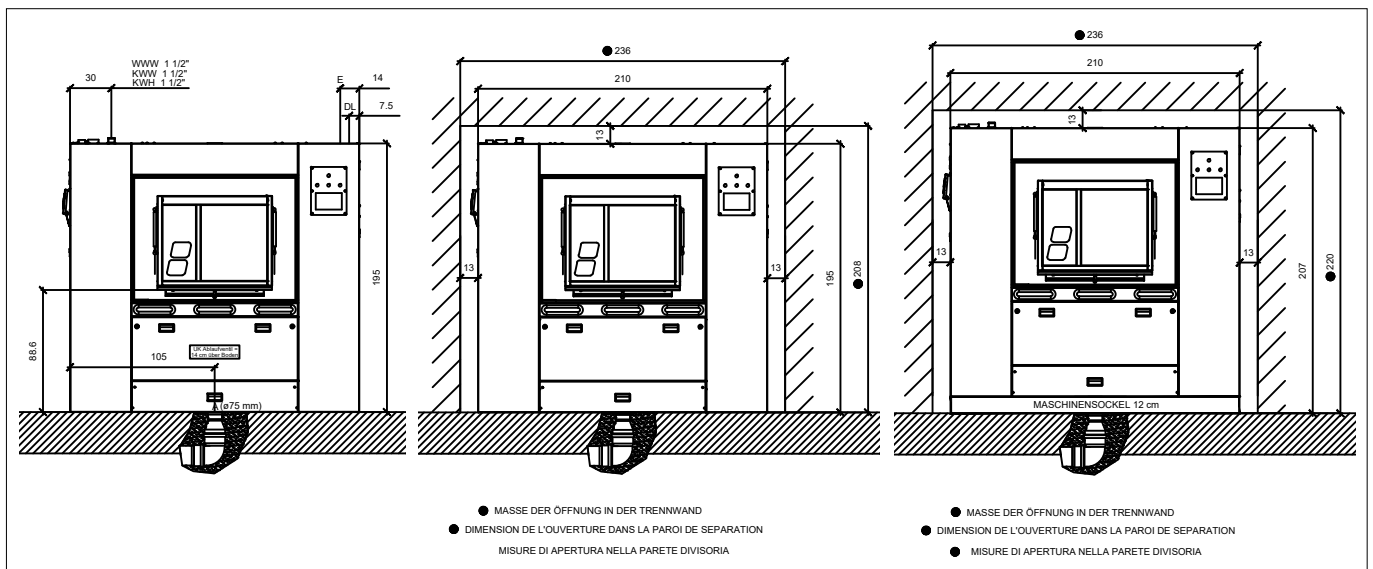 30
WWW 1 1/2"
KWW 1 1/2"
KWH 1 1/2"
E
14
DL
7.5
195
88.6
105
UK Ablaufventil =
14 cm über Boden
A (ø75 mm)
● 236
210
13
13
13
195
● 208
● MASSE DER ÖFFNUNG IN DER TRENNWAND
● DIMENSION DE L'OUVERTURE DANS LA PAROI DE SEPARATION
MISURE DI APERTURA NELLA PARETE DIVISORIA
● 236
210
13
13
13
207
● 220
MASCHINENSOCKEL 12 cm
● MASSE DER ÖFFNUNG IN DER TRENNWAND
● DIMENSION DE L'OUVERTURE DANS LA PAROI DE SEPARATION
● MISURE DI APERTURA NELLA PARETE DIVISORIA